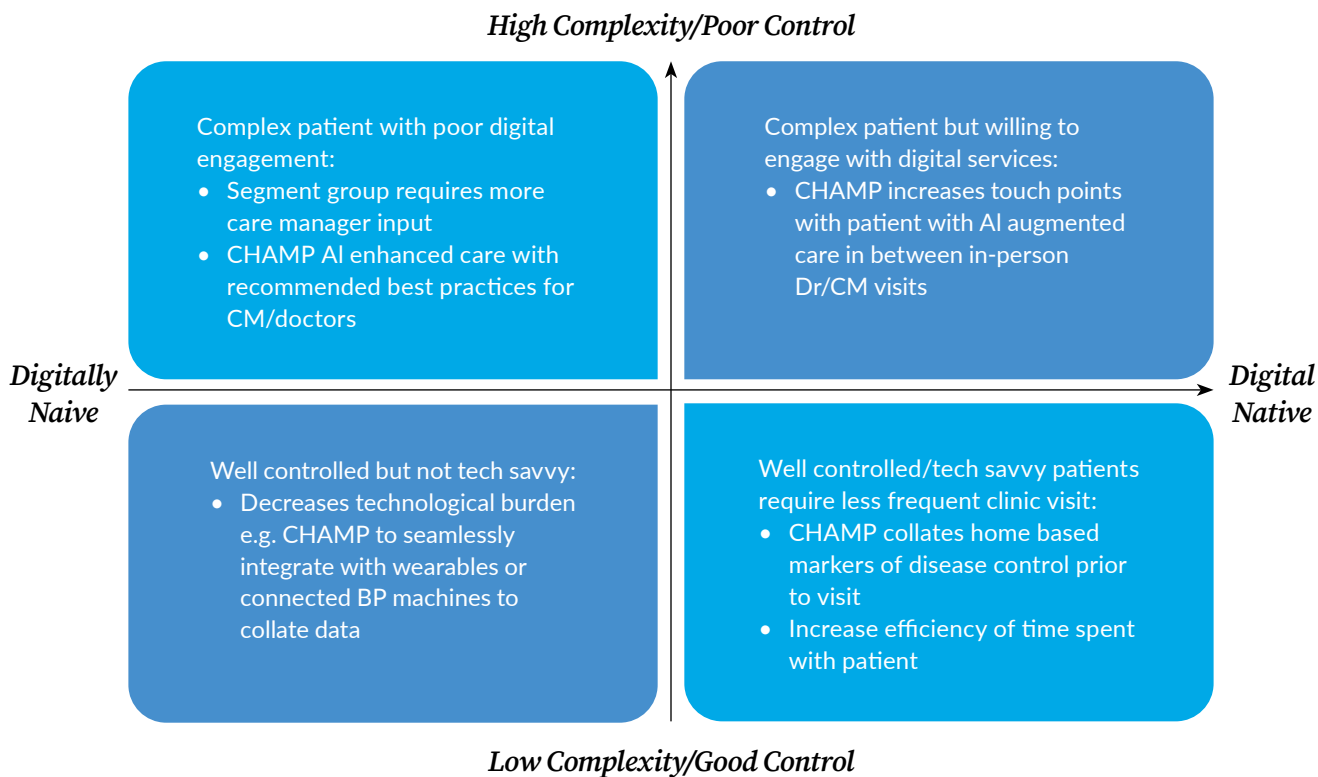 High Complexity/Poor Control
Complex patient with poor digital
engagement:
• Segment group requires more
care manager input
• CHAMP AI enhanced care with
recommended best practices for
CM/doctors
Complex patient but willing to
engage with digital services:
• CHAMP increases touch points
with patient with AI augmented
care in between in-person
Dr/CM visits
Digitally
Naive
Digital
Native
Well controlled but not tech savvy:
• Decreases technological burden
e.g. CHAMP to seamlessly
integrate with wearables or
connected BP machines to
collate data
Well controlled/tech savvy patients
require less frequent clinic visit:
• CHAMP collates home based
markers of disease control prior
to visit
• Increase efficiency of time spent
with patient
Low Complexity/Good Control